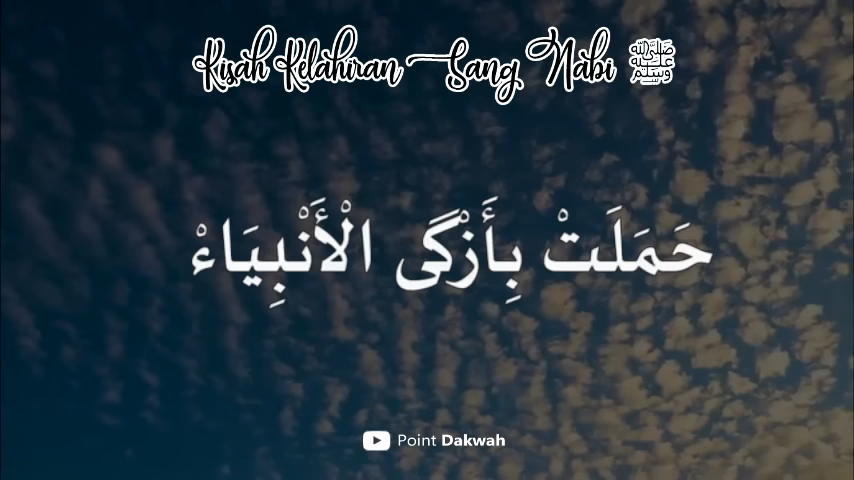 Kisah Kelahiran Sang Nabi ﷺ
حَمَلَتْ بِأَزْكَى الْأَنْبِيَاءْ
Point Dakwah